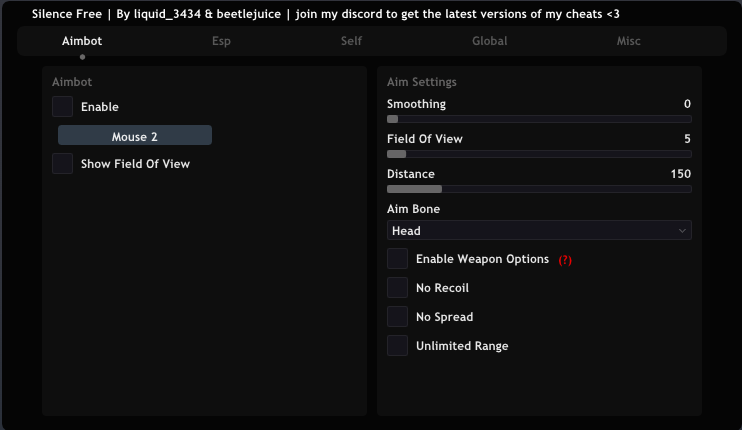 Silence Free | By liquid_3434 & beetlejuice | join my discord to get the latest versions of my cheats <3
Aimbot Esp Self Global Misc
Aimbot
Enable
Mouse 2
Show Field Of View
Aim Settings
Smoothing 0
Field Of View 5
Distance 150
Aim Bone
Head
Enable Weapon Options (?)
No Recoil
No Spread
Unlimited Range